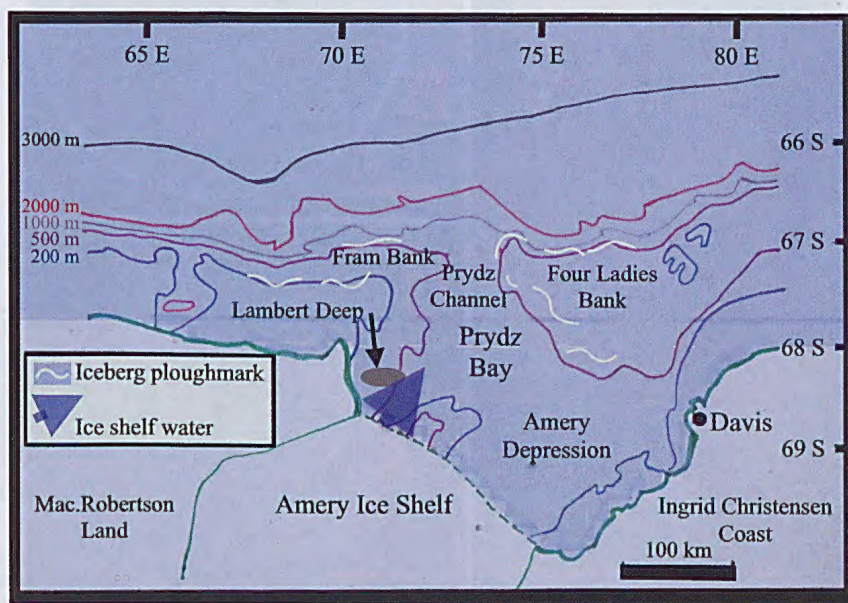 65 E
70 E
75 E
80 E
3000 m
66 S
2000 m
1000 m
500 m
200 m
67 S
Fram Bank
Prydz
Channel
Four Ladies
Bank
Lambert Deep
Prydz
Bay
68 S
Iceberg ploughmark
Ice shelf water
Amery
Depression
Davis
69 S
Mac.Robertson
Land
Amery Ice Shelf
Ingrid Christensen
Coast
100 km